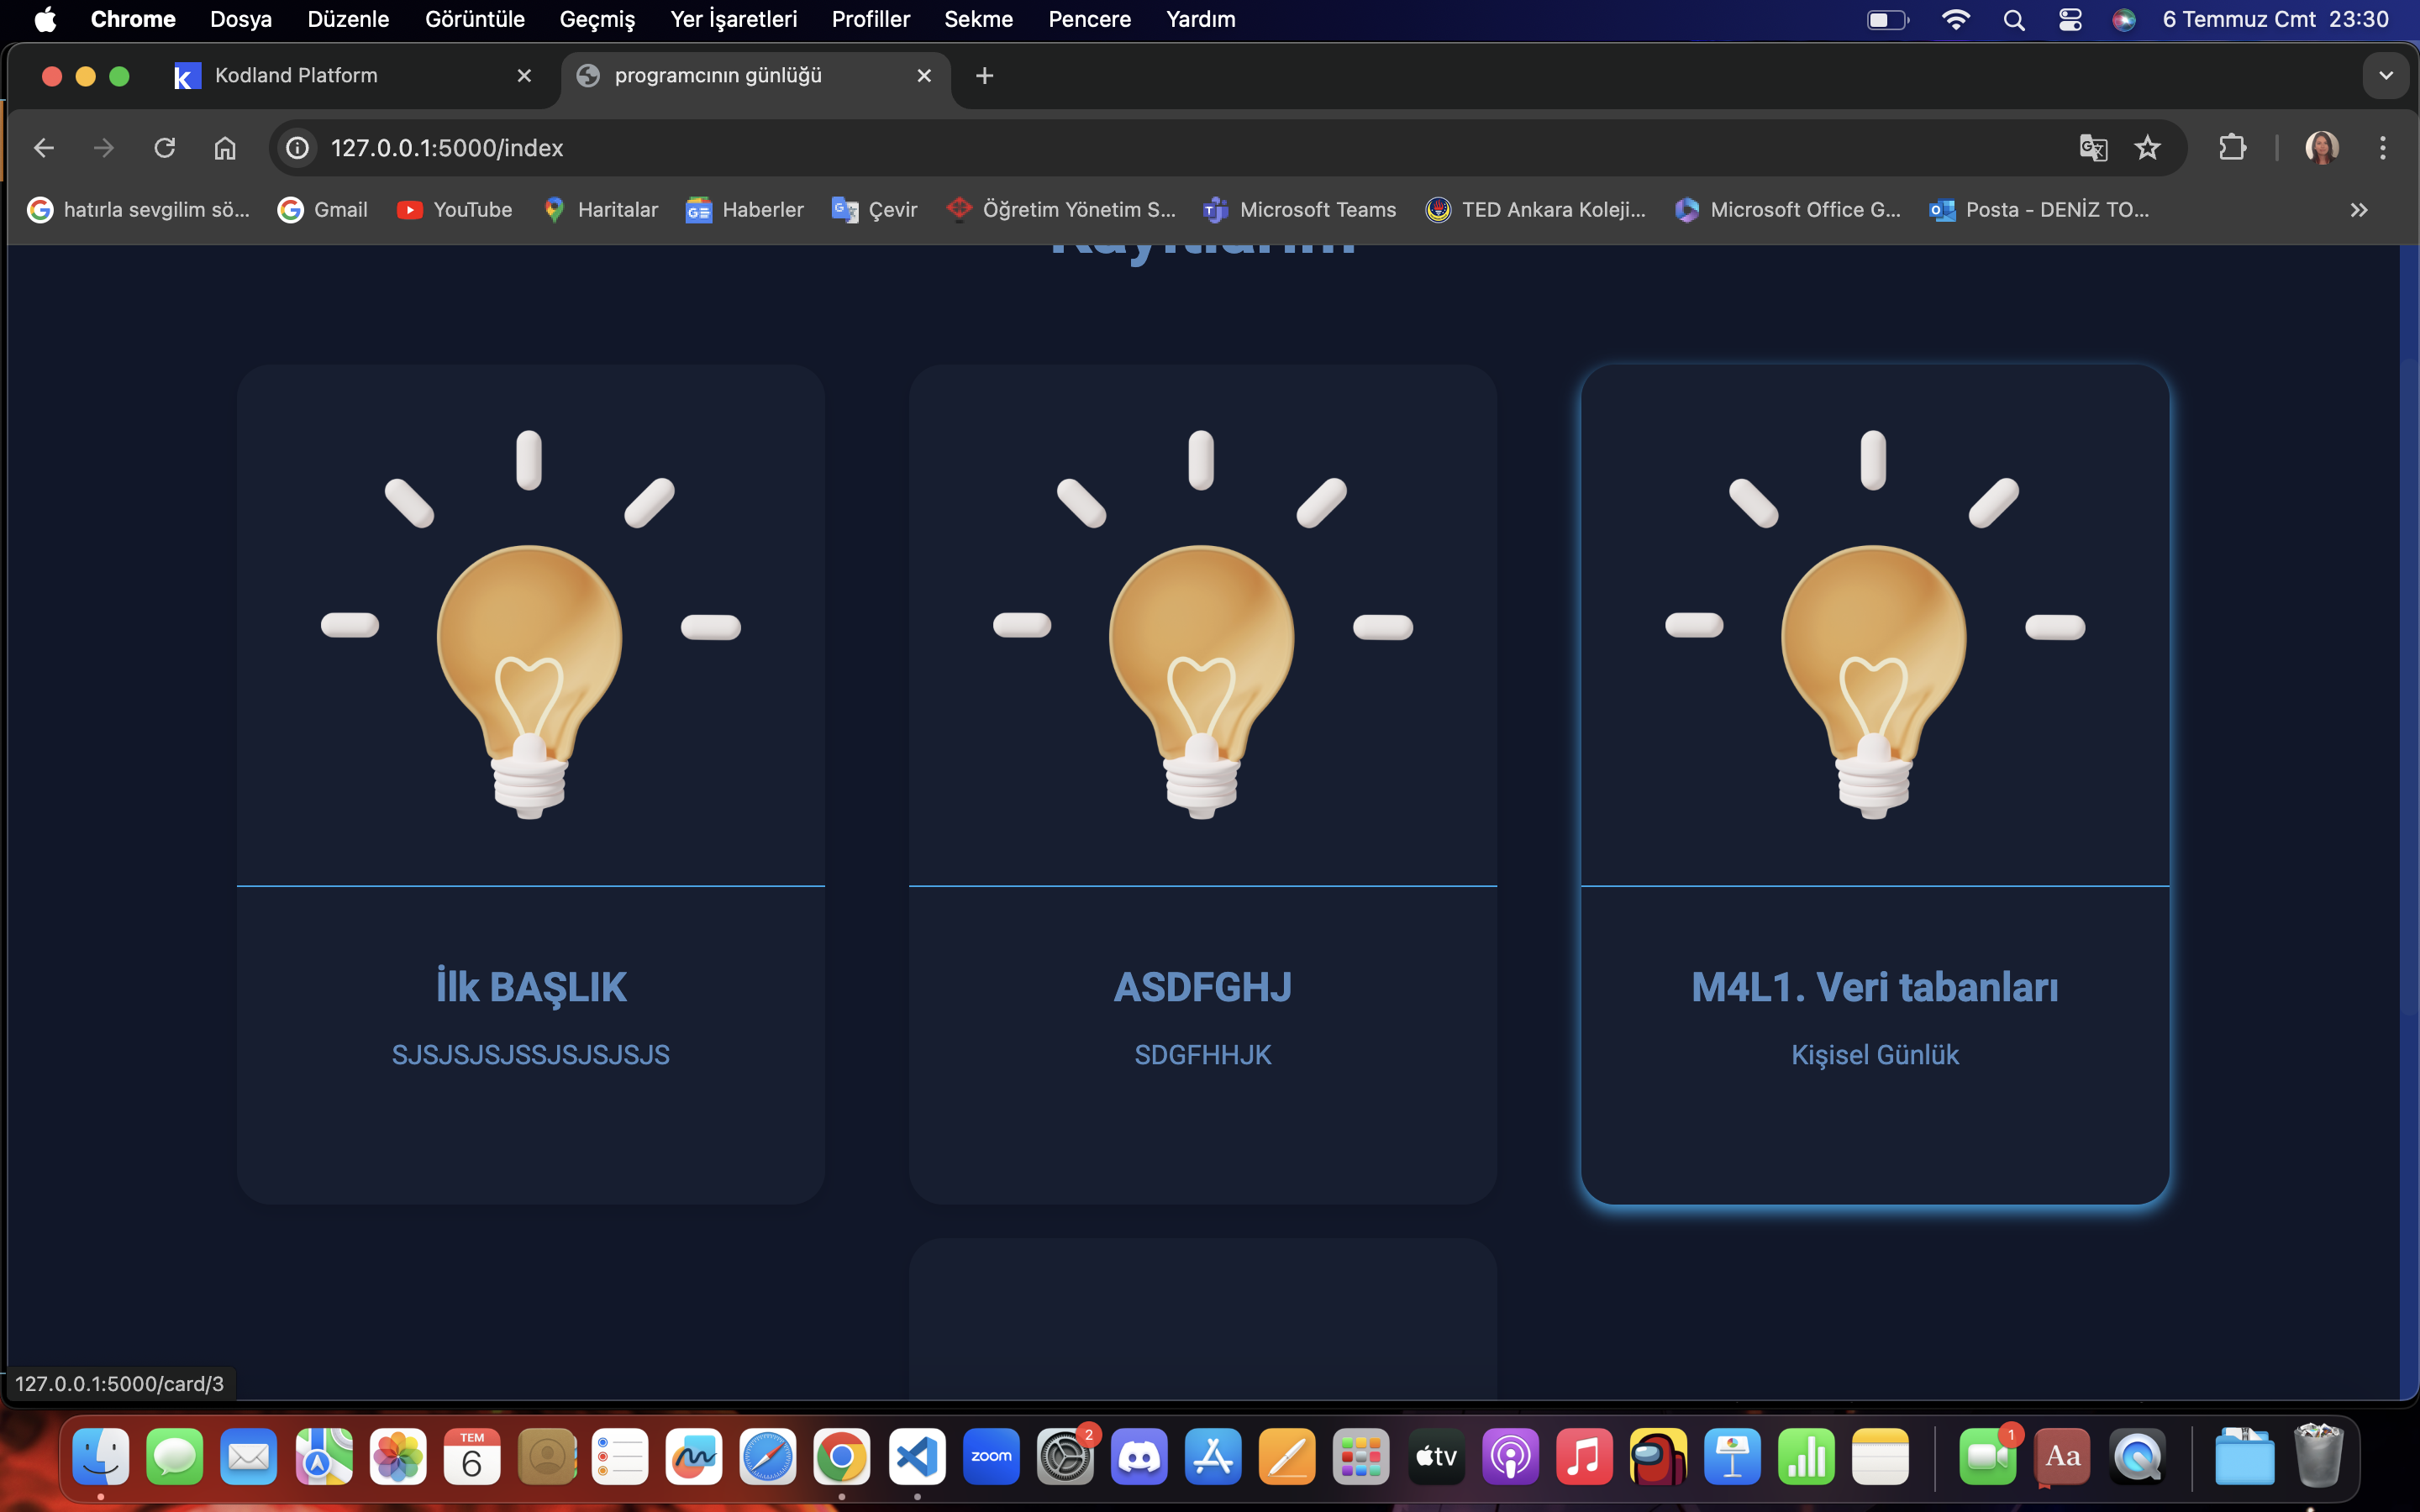 Chrome Dosya Düzenle Görüntüle Geçmiş Yer İşaretleri Profiller Sekme Pencere Yardım 6 Temmuz Cmt 23:30
Kodland Platform programcının günlüğü
127.0.0.1:5000/index
hatırla sevgilim sö... Gmail YouTube Haritalar Haberler Çevir Öğretim Yönetim S... Microsoft Teams TED Ankara Koleji... Microsoft Office G... Posta - DENİZ TO...
Kayıtlarım
İlk BAŞLIK ASDFGHJ M4L1. Veri tabanları
SJSJSJSJSSJSJSJSJS SDGFHHJK Kişisel Günlük
127.0.0.1:5000/card/3
TEM
6
zoom
2
tv
1
Aa